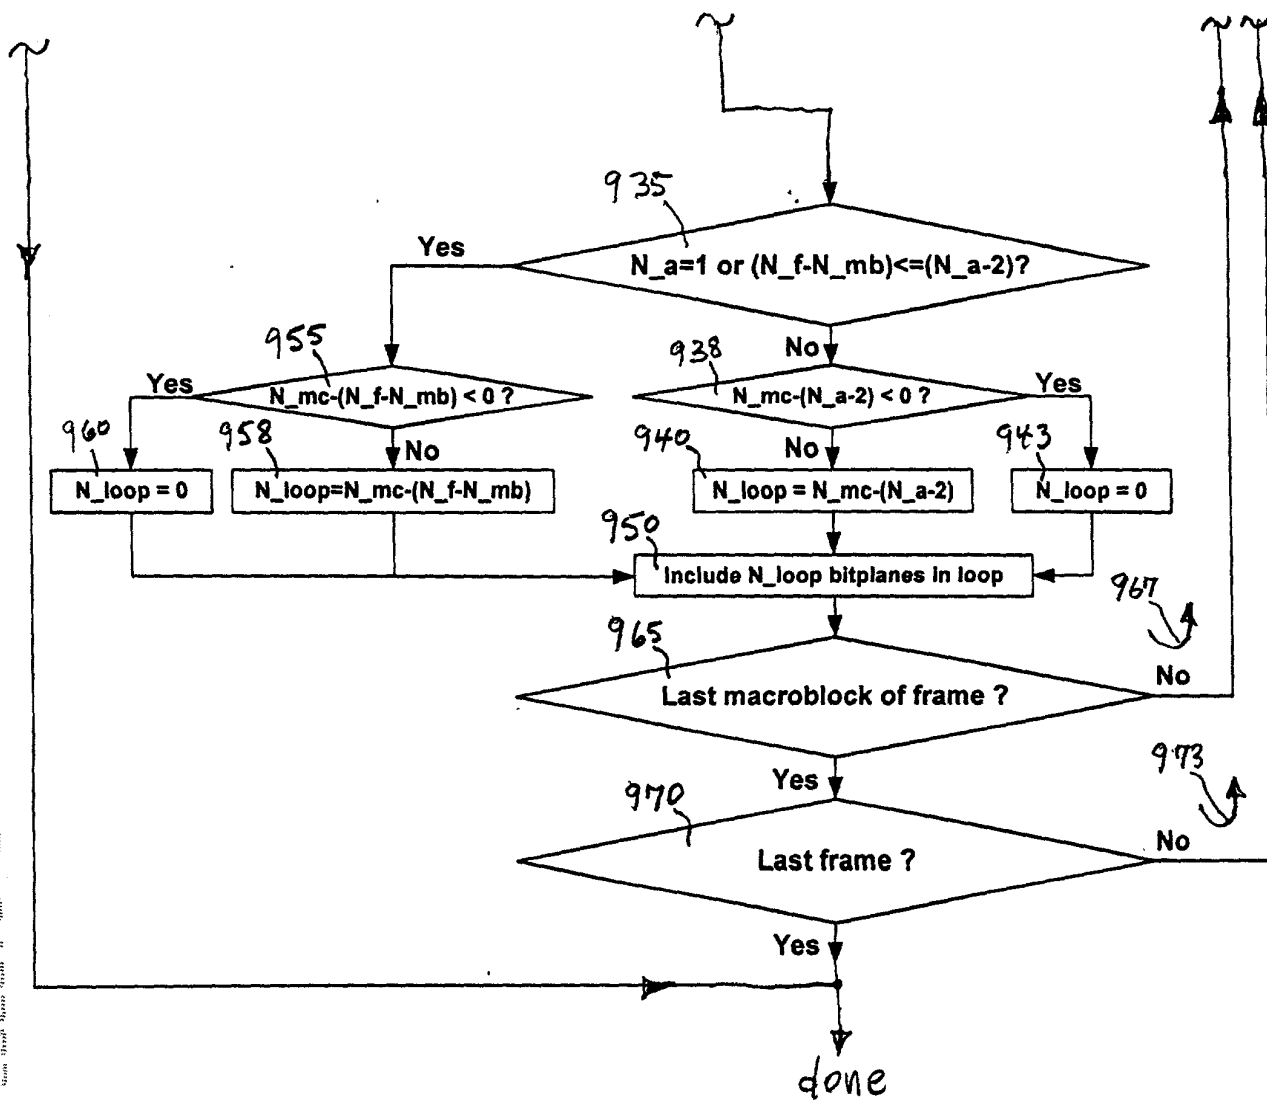 935
Yes
N_a=1 or (N_f-N_mb)<=(N_a-2)?
955
No
938
Yes
N_mc-(N_f-N_mb) < 0 ?
N_mc-(N_a-2) < 0 ?
Yes
960
958
No
940
No
943
N_loop = 0
N_loop=N_mc-(N_f-N_mb)
N_loop = N_mc-(N_a-2)
N_loop = 0
950
Include N_loop bitplanes in loop
967
965
Last macroblock of frame ?
No
Yes
973
970
Last frame ?
No
Yes
done